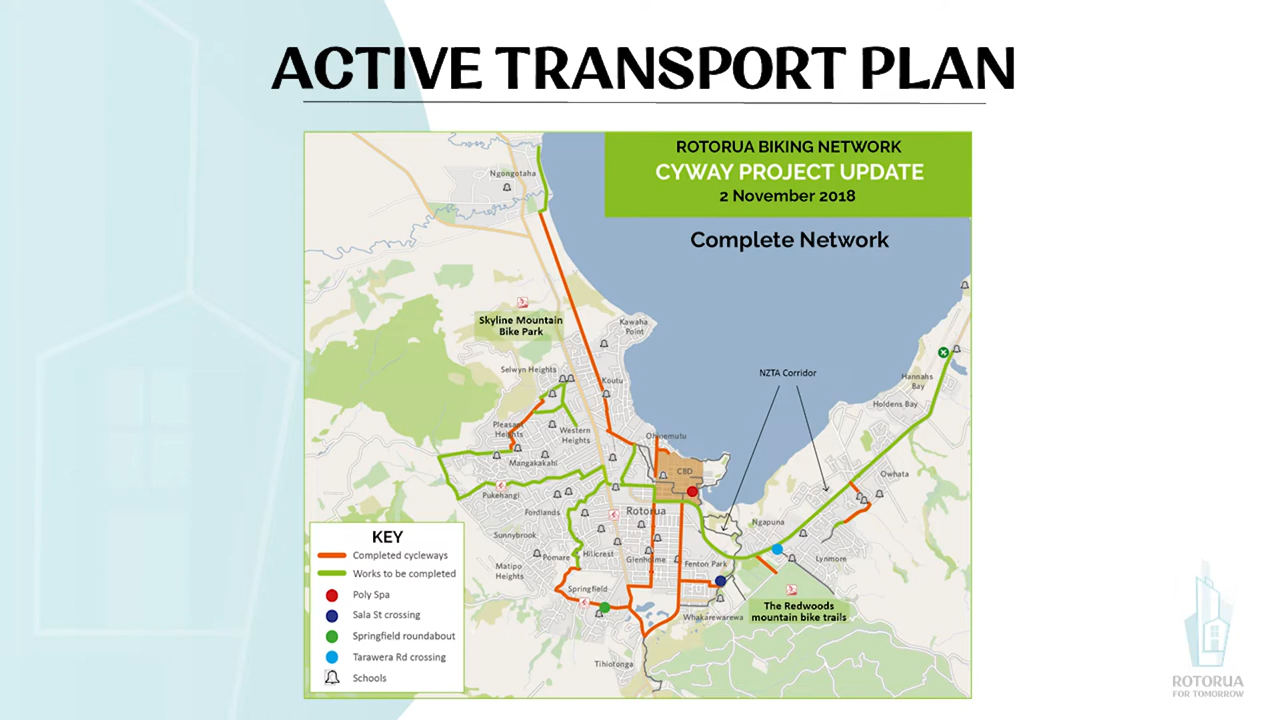 ACTIVE TRANSPORT PLAN
ROTORUA BIKING NETWORK
CYWAY PROJECT UPDATE
2 November 2018
Complete Network
Ngongotaha
Skyline Mountain
Bike Park
Kawaha
Point
Selwyn Heights
Koutu
NZTA Corridor
Hannahs
Bay
Holdens Bay
Pleasant
Heights
Western
Heights
Ohinemutu
Mangakakahi
CBD
Owhata
Pukehangi
Fordlands
Rotorua
Ngapuna
Sunnybrook
Pomare
Hillcrest
Glenholme
Fenton Park
Lynmore
Matipo
Heights
Springfield
Whakarewarewa
The Redwoods
mountain bike trails
Tihiotonga
KEY
Completed cycleways
Works to be completed
Poly Spa
Sala St crossing
Springfield roundabout
Tarawera Rd crossing
Schools
ROTORUA
FOR TOMORROW